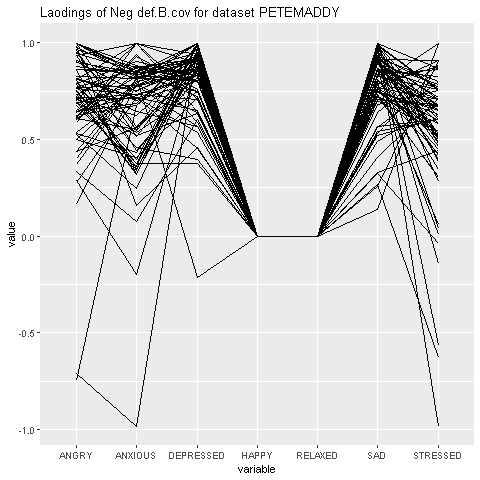 Laodings of Neg def.B.cov for dataset PETEMADDY
1.0
0.5
0.0
-0.5
-1.0
value
ANGRY ANXIOUS DEPRESSED HAPPY RELAXED SAD STRESSED
variable